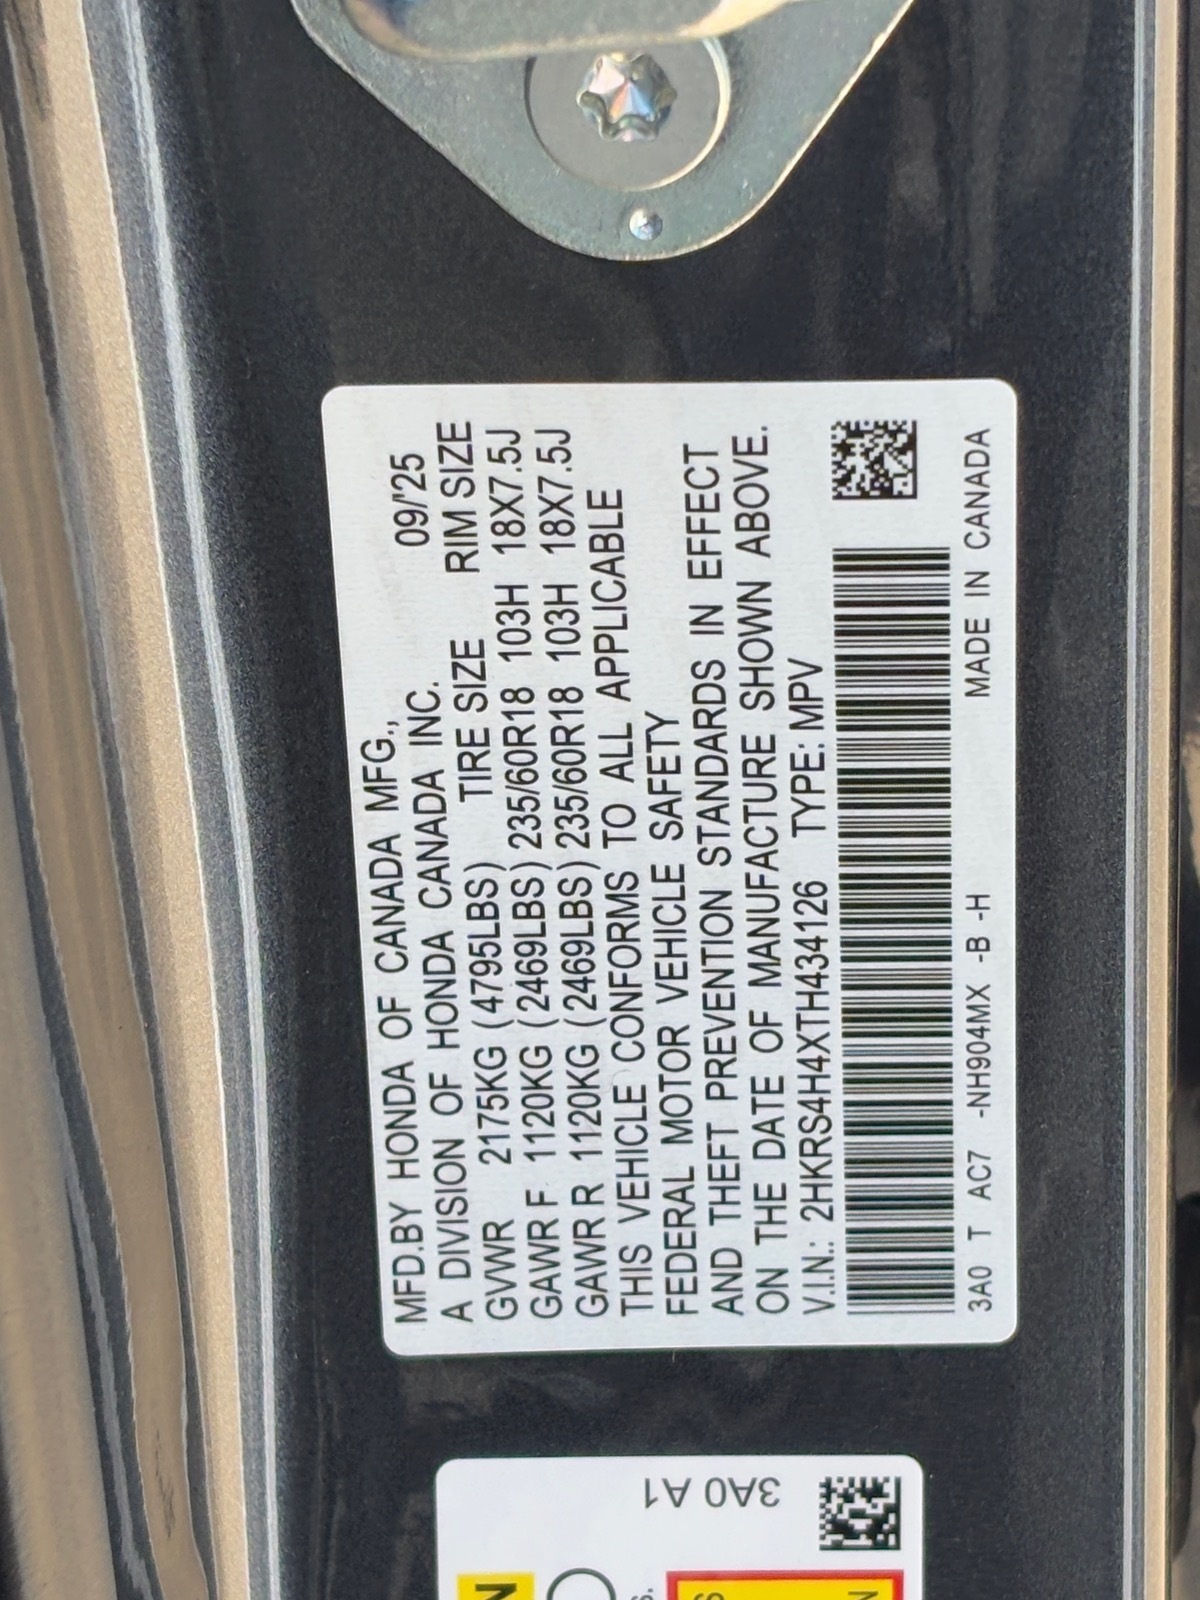 MFD.BY HONDA OF CANADA MFG., 09/'25
A DIVISION OF HONDA CANADA INC.
GVWR 2175KG (4795LBS) TIRE SIZE RIM SIZE
GAWR F 1120KG (2469LBS) 235/60R18 103H 18X7.5J
GAWR R 1120KG (2469LBS) 235/60R18 103H 18X7.5J
THIS VEHICLE CONFORMS TO ALL APPLICABLE
FEDERAL MOTOR VEHICLE SAFETY
AND THEFT PREVENTION STANDARDS IN EFFECT
ON THE DATE OF MANUFACTURE SHOWN ABOVE.
V.I.N.: 2HKRS4H4XTH434126 TYPE: MPV
3A0 T AC7 -NH904MX -B -H MADE IN CANADA
3A0 A1